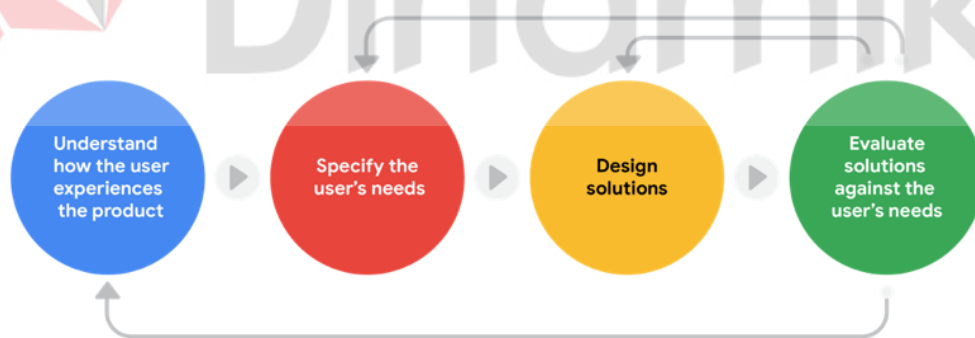 Dinamik
Understand
how the user
experiences
the product
Specify the
user's needs
Design
solutions
Evaluate
solutions
against the
user's needs